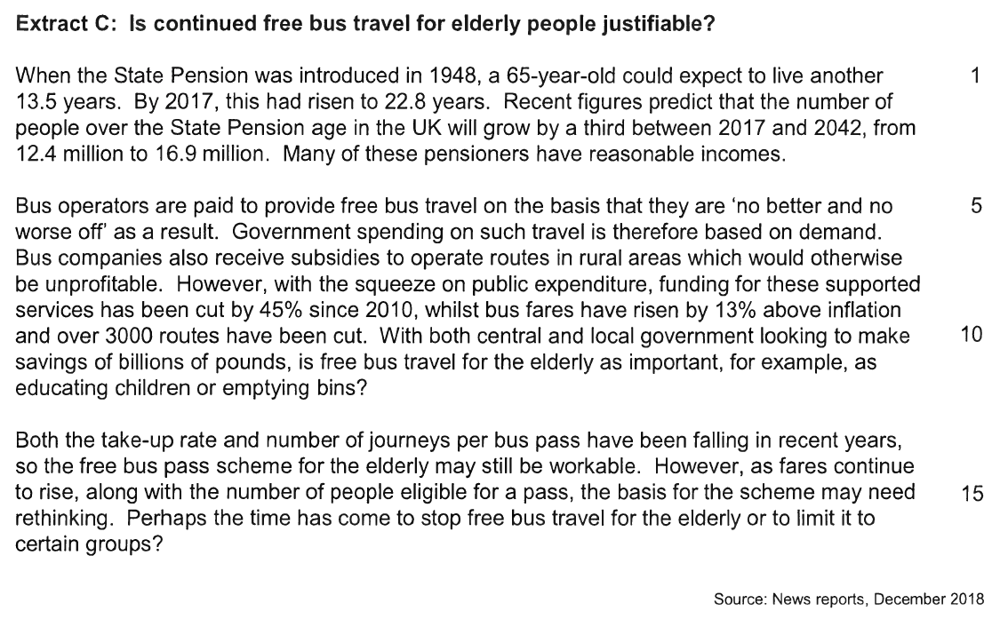 Extract C: Is continued free bus travel for elderly people justifiable?
When the State Pension was introduced in 1948, a 65-year-old could expect to live another 1
13.5 years. By 2017, this had risen to 22.8 years. Recent figures predict that the number of
people over the State Pension age in the UK will grow by a third between 2017 and 2042, from
12.4 million to 16.9 million. Many of these pensioners have reasonable incomes.
Bus operators are paid to provide free bus travel on the basis that they are ‘no better and no 5
worse off’ as a result. Government spending on such travel is therefore based on demand.
Bus companies also receive subsidies to operate routes in rural areas which would otherwise
be unprofitable. However, with the squeeze on public expenditure, funding for these supported
services has been cut by 45% since 2010, whilst bus fares have risen by 13% above inflation
and over 3000 routes have been cut. With both central and local government looking to make 10
savings of billions of pounds, is free bus travel for the elderly as important, for example, as
educating children or emptying bins?
Both the take-up rate and number of journeys per bus pass have been falling in recent years,
so the free bus pass scheme for the elderly may still be workable. However, as fares continue
to rise, along with the number of people eligible for a pass, the basis for the scheme may need 15
rethinking. Perhaps the time has come to stop free bus travel for the elderly or to limit it to
certain groups?
Source: News reports, December 2018